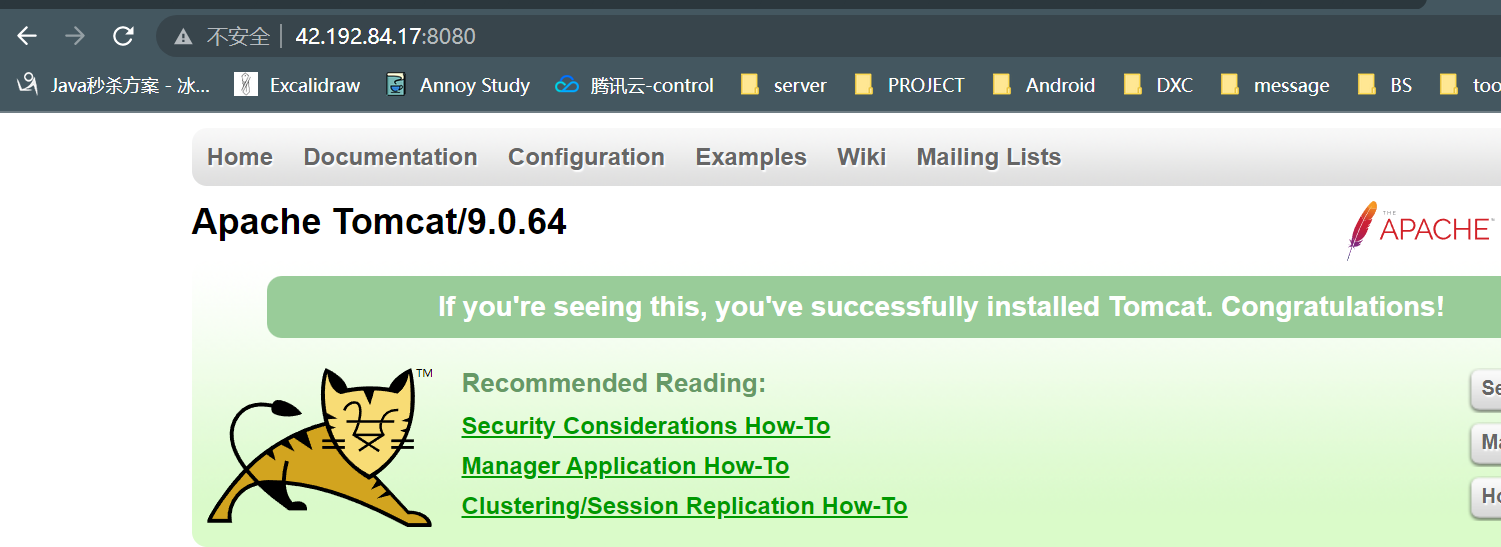 不安全 42.192.84.17:8080
Java秒杀方案 - 冰... Excalidraw Annoy Study 腾讯云-control server PROJECT Android DXC message BS too
Home Documentation Configuration Examples Wiki Mailing Lists
Apache Tomcat/9.0.64
THE
APACHE
If you're seeing this, you've successfully installed Tomcat. Congratulations!
TM
Recommended Reading:
Security Considerations How-To
Manager Application How-To
Clustering/Session Replication How-To
Se
Ma
Ho